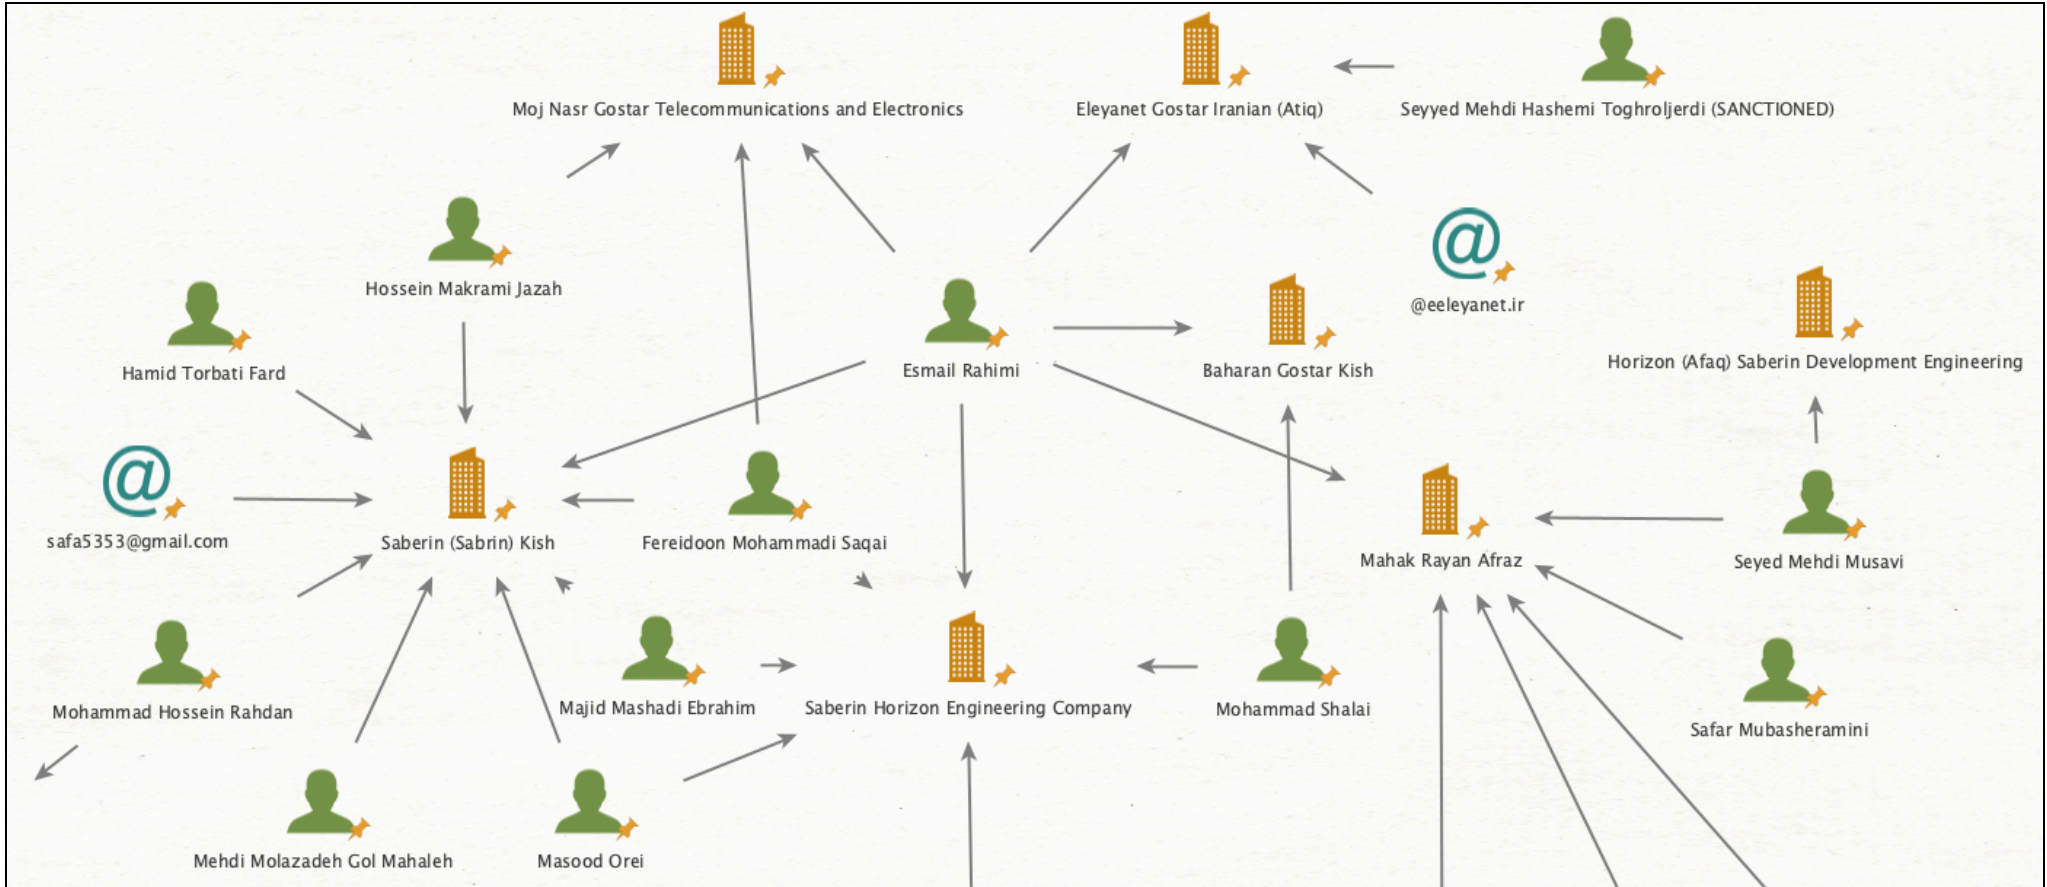 Moj Nasr Gostar Telecommunications and Electronics
Eleyanet Gostar Iranian (Atiq)
Seyyed Mehdi Hashemi Toghroljerdi (SANCTIONED)
Hossein Makrami Jazah
@eeleyanet.ir
Hamid Torbati Fard
Esmail Rahimi
Baharan Gostar Kish
Horizon (Afaq) Saberin Development Engineering
safa5353@gmail.com
Saberin (Sabrin) Kish
Fereidoon Mohammadi Saqai
Mahak Rayan Afraz
Seyed Mehdi Musavi
Mohammad Hossein Rahdan
Majid Mashadi Ebrahim
Saberin Horizon Engineering Company
Mohammad Shalai
Safar Mubasheramini
Mehdi Molazadeh Gol Mahaleh
Masood Orei